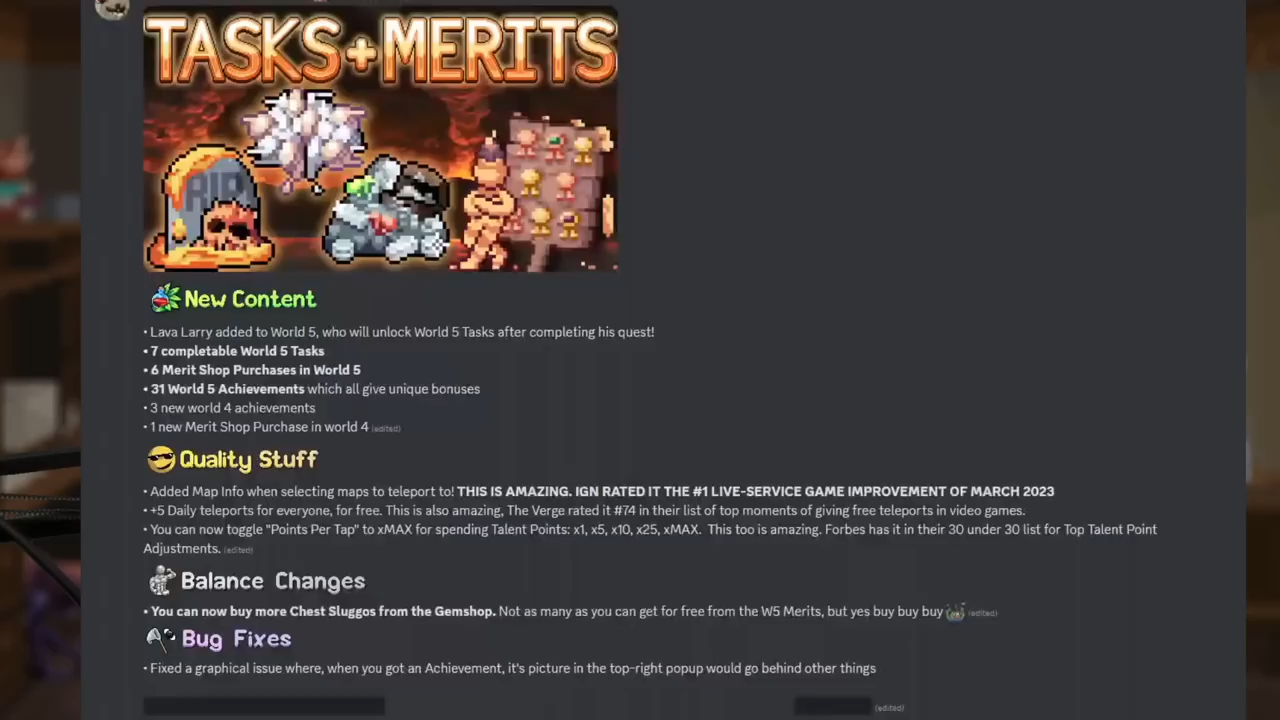 TASKS+MERITS
RIP
New Content
• Lava Larry added to World 5, who will unlock World 5 Tasks after completing his quest!
• 7 completable World 5 Tasks
• 6 Merit Shop Purchases in World 5
• 31 World 5 Achievements which all give unique bonuses
• 3 new world 4 achievements
• 1 new Merit Shop Purchase in world 4 (edited)
Quality Stuff
• Added Map Info when selecting maps to teleport to! THIS IS AMAZING. IGN RATED IT THE #1 LIVE-SERVICE GAME IMPROVEMENT OF MARCH 2023
• +5 Daily teleports for everyone, for free. This is also amazing, The Verge rated it #74 in their list of top moments of giving free teleports in video games.
• You can now toggle "Points Per Tap" to xMAX for spending Talent Points: x1, x5, x10, x25, xMAX. This too is amazing. Forbes has it in their 30 under 30 list for Top Talent Point
Adjustments. (edited)
Balance Changes
• You can now buy more Chest Sluggos from the Gemshop. Not as many as you can get for free from the W5 Merits, but yes buy buy buy (edited)
Bug Fixes
• Fixed a graphical issue where, when you got an Achievement, it's picture in the top-right popup would go behind other things
(edited)